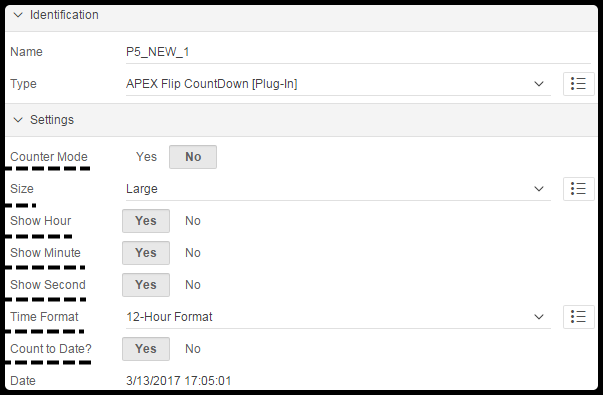 Identification
Name P5_NEW_1
Type APEX Flip CountDown [Plug-In]
Settings
Counter Mode Yes No
Size Large
Show Hour Yes No
Show Minute Yes No
Show Second Yes No
Time Format 12-Hour Format
Count to Date? Yes No
Date 3/13/2017 17:05:01